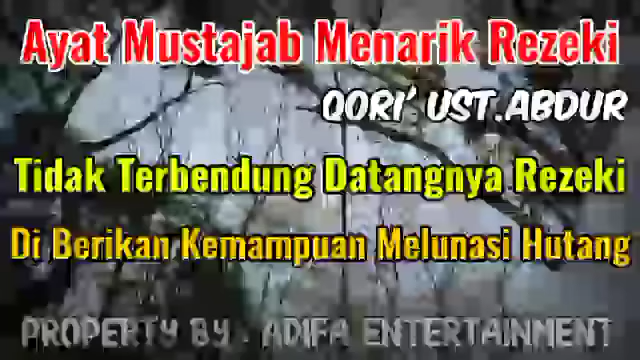 Ayat Mustajab Menarik Rezeki
QORI' UST.ABDUR
Tidak Terbendung Datangnya Rezeki
Di Berikan Kemampuan Melunasi Hutang
PROPERTY BY . ADIFA ENTERTAINMENT